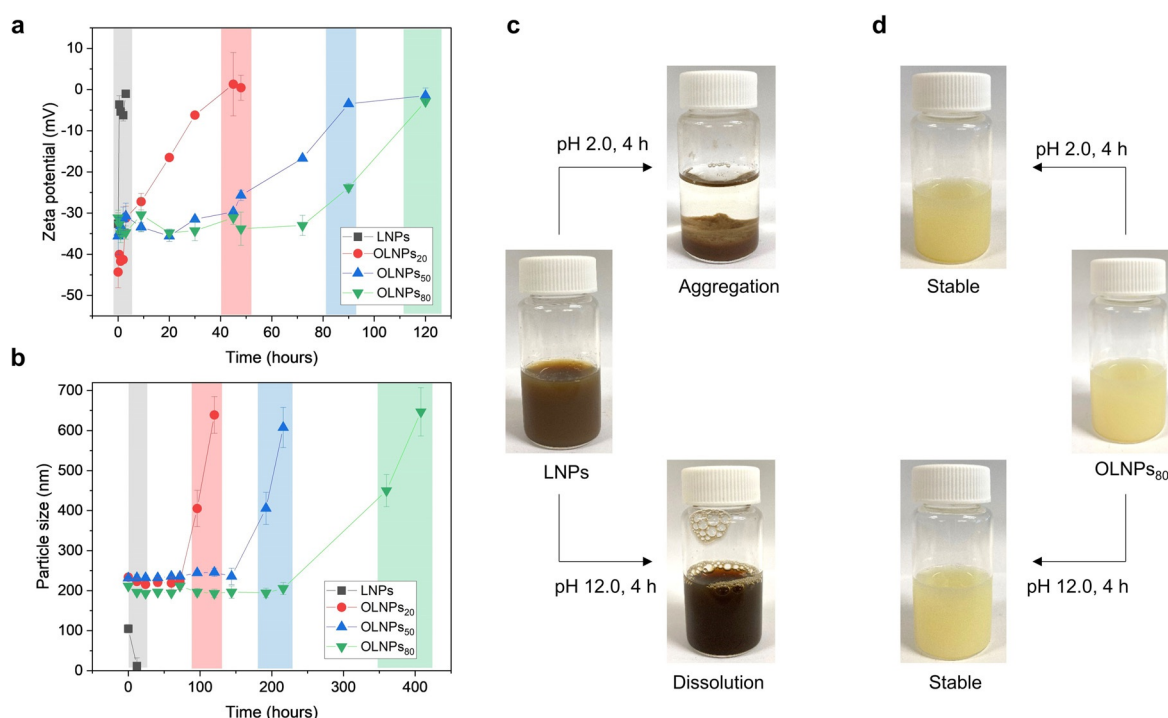 a
Zeta potential (mV)
10
0
-10
-20
-30
-40
-50
LNPs
OLNPs₂₀
OLNPs₅₀
OLNPs₈₀
0 20 40 60 80 100 120
Time (hours)
b
Particle size (nm)
700
600
500
400
300
200
100
0
LNPs
OLNPs₂₀
OLNPs₅₀
OLNPs₈₀
0 100 200 300 400
Time (hours)
c
pH 2.0, 4 h
Aggregation
LNPs
pH 12.0, 4 h
Dissolution
d
pH 2.0, 4 h
Stable
OLNPs₈₀
pH 12.0, 4 h
Stable